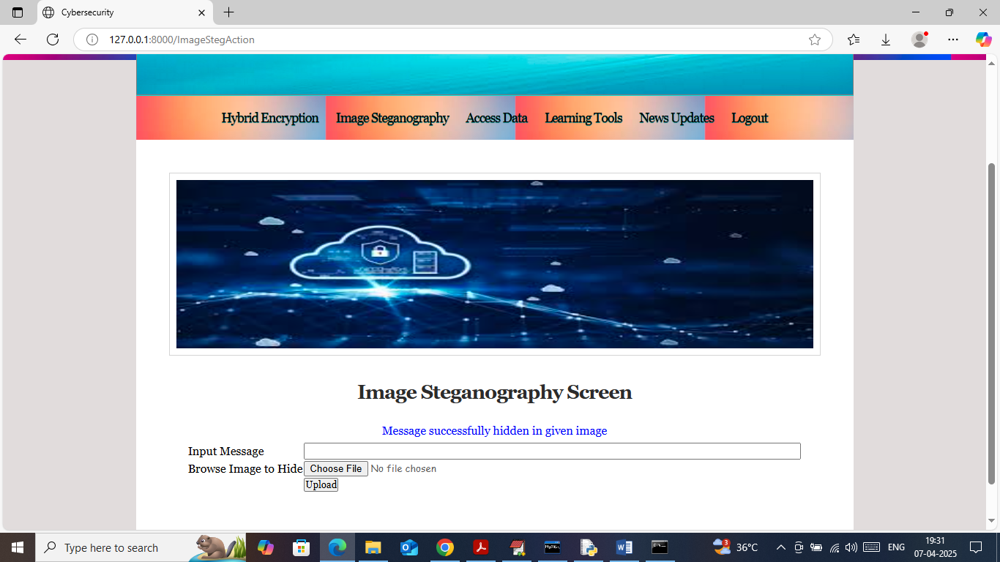 Cybersecurity
127.0.0.1:8000/ImageStegAction
Hybrid Encryption Image Steganography Access Data Learning Tools News Updates Logout
Image Steganography Screen
Message successfully hidden in given image
Input Message
Browse Image to Hide Choose File No file chosen
Upload
Type here to search
3 36°C ENG 19:31
07-04-2025